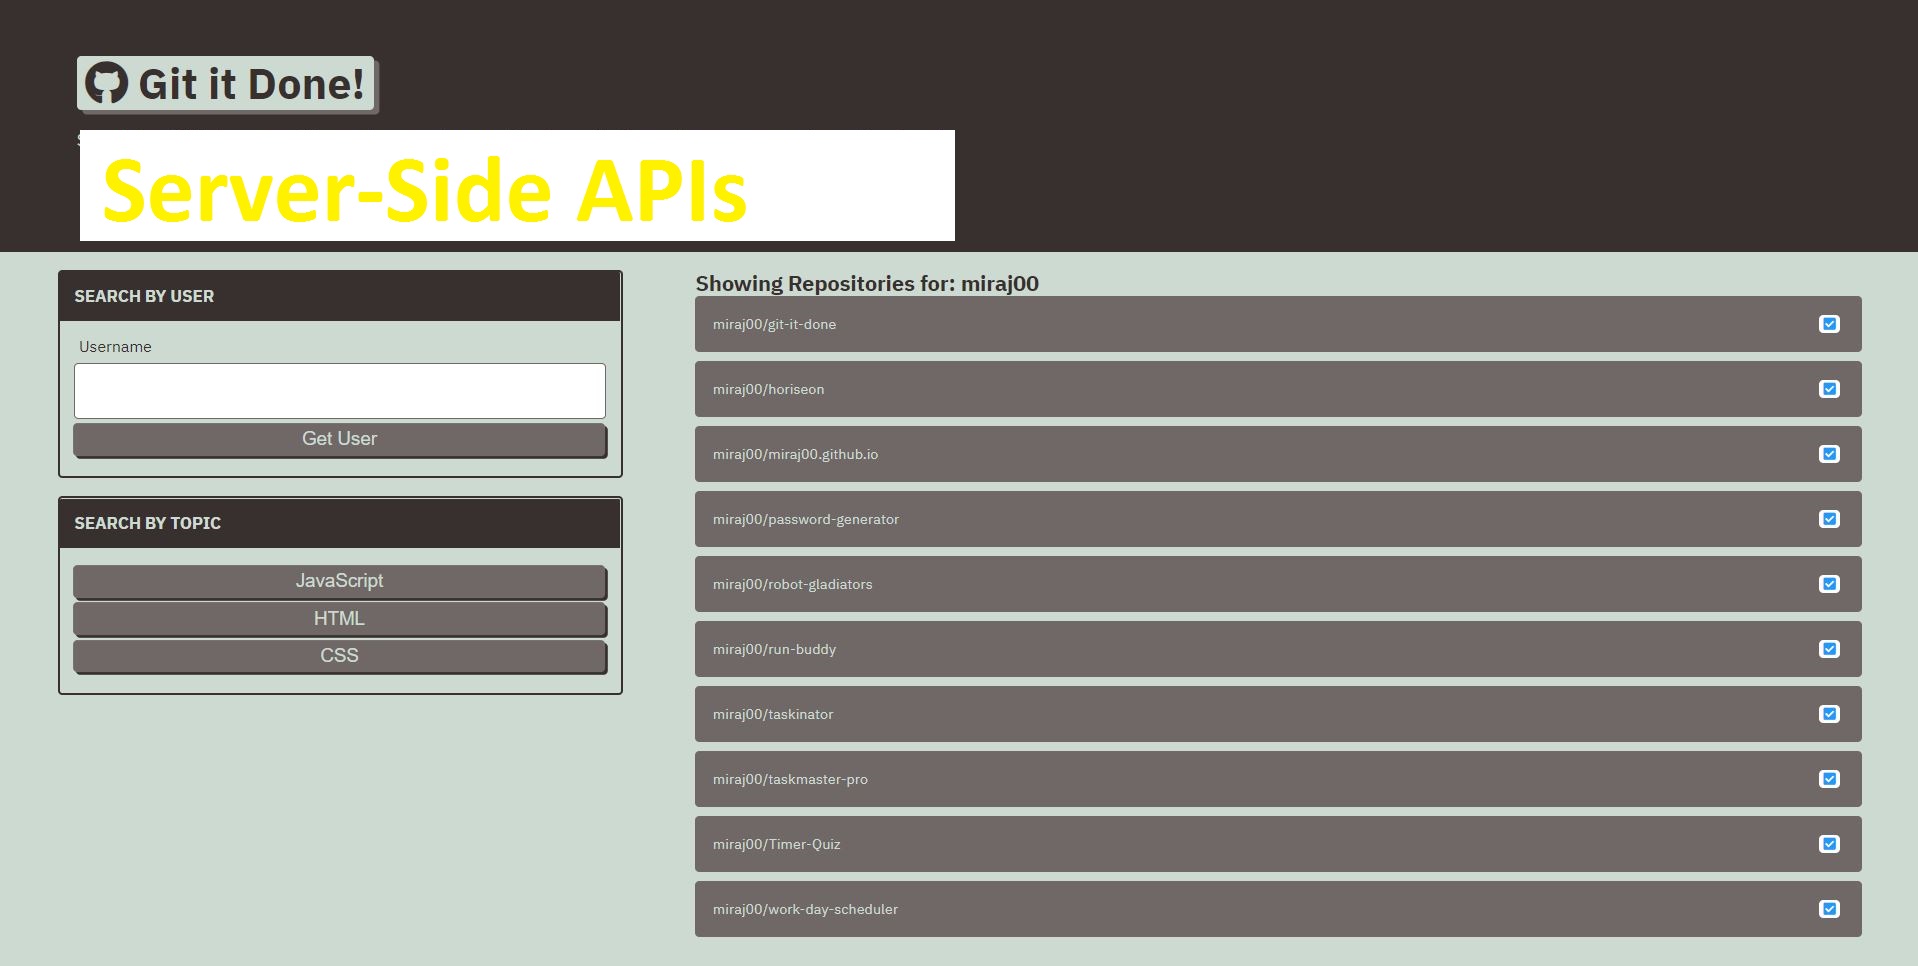 Git it Done!
Server-Side APIs
SEARCH BY USER
Username
Get User
SEARCH BY TOPIC
JavaScript
HTML
CSS
Showing Repositories for: miraj00
miraj00/git-it-done
miraj00/horiseon
miraj00/miraj00.github.io
miraj00/password-generator
miraj00/robot-gladiators
miraj00/run-buddy
miraj00/taskinator
miraj00/taskmaster-pro
miraj00/Timer-Quiz
miraj00/work-day-scheduler